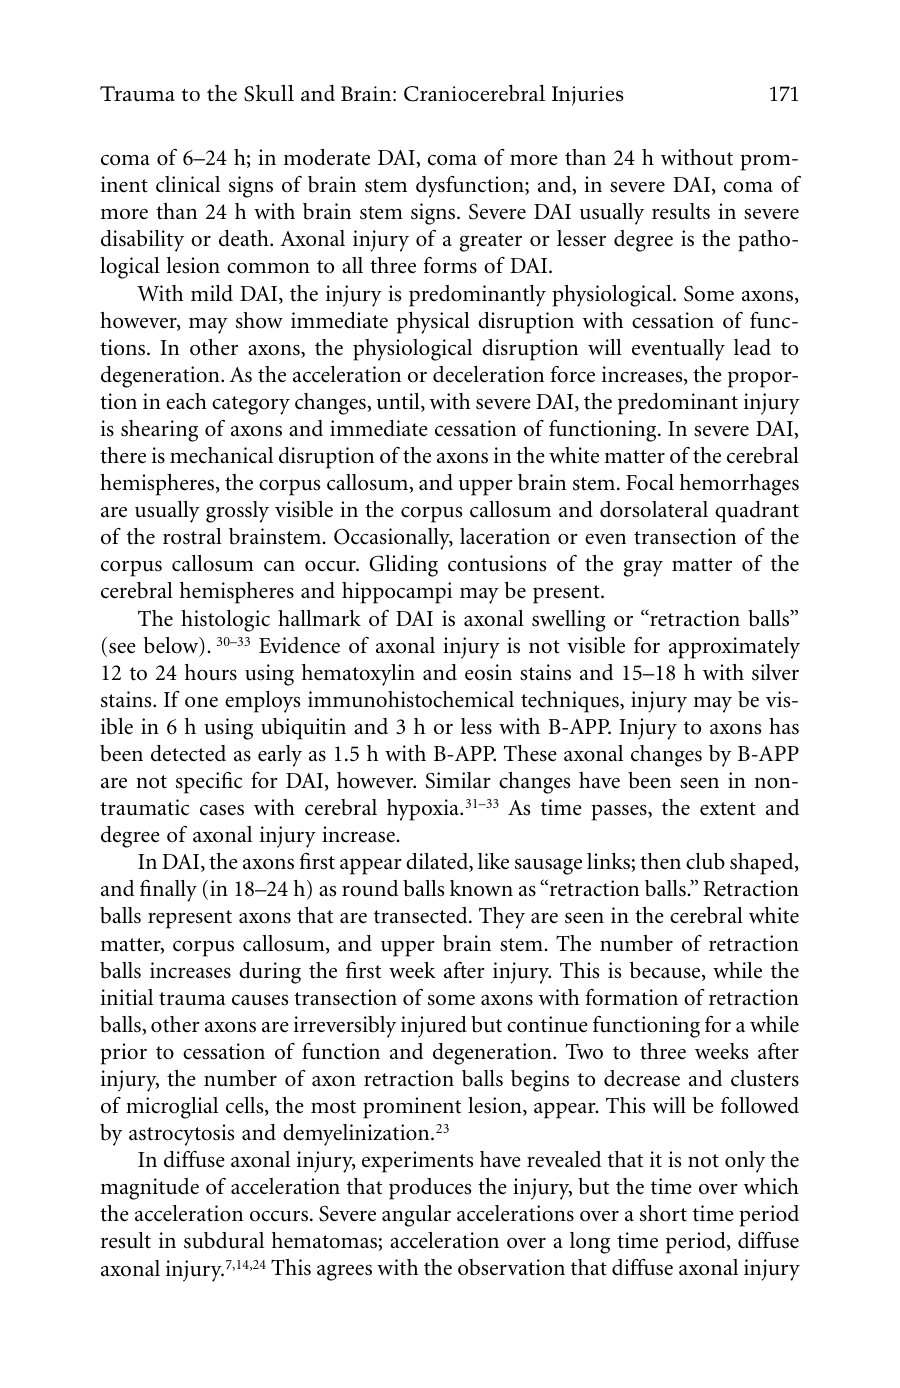 Trauma to the Skull and Brain: Craniocerebral Injuries 171
coma of 6–24 h; in moderate DAI, coma of more than 24 h without prom-
inent clinical signs of brain stem dysfunction; and, in severe DAI, coma of
more than 24 h with brain stem signs. Severe DAI usually results in severe
disability or death. Axonal injury of a greater or lesser degree is the patho-
logical lesion common to all three forms of DAI.
With mild DAI, the injury is predominantly physiological. Some axons,
however, may show immediate physical disruption with cessation of func-
tions. In other axons, the physiological disruption will eventually lead to
degeneration. As the acceleration or deceleration force increases, the propor-
tion in each category changes, until, with severe DAI, the predominant injury
is shearing of axons and immediate cessation of functioning. In severe DAI,
there is mechanical disruption of the axons in the white matter of the cerebral
hemispheres, the corpus callosum, and upper brain stem. Focal hemorrhages
are usually grossly visible in the corpus callosum and dorsolateral quadrant
of the rostral brainstem. Occasionally, laceration or even transection of the
corpus callosum can occur. Gliding contusions of the gray matter of the
cerebral hemispheres and hippocampi may be present.
The histologic hallmark of DAI is axonal swelling or “retraction balls”
(see below). 30–33 Evidence of axonal injury is not visible for approximately
12 to 24 hours using hematoxylin and eosin stains and 15–18 h with silver
stains. If one employs immunohistochemical techniques, injury may be vis-
ible in 6 h using ubiquitin and 3 h or less with B-APP. Injury to axons has
been detected as early as 1.5 h with B-APP. These axonal changes by B-APP
are not specific for DAI, however. Similar changes have been seen in non-
traumatic cases with cerebral hypoxia.31–33 As time passes, the extent and
degree of axonal injury increase.
In DAI, the axons first appear dilated, like sausage links; then club shaped,
and finally (in 18–24 h) as round balls known as “retraction balls.” Retraction
balls represent axons that are transected. They are seen in the cerebral white
matter, corpus callosum, and upper brain stem. The number of retraction
balls increases during the first week after injury. This is because, while the
initial trauma causes transection of some axons with formation of retraction
balls, other axons are irreversibly injured but continue functioning for a while
prior to cessation of function and degeneration. Two to three weeks after
injury, the number of axon retraction balls begins to decrease and clusters
of microglial cells, the most prominent lesion, appear. This will be followed
by astrocytosis and demyelinization.23
In diffuse axonal injury, experiments have revealed that it is not only the
magnitude of acceleration that produces the injury, but the time over which
the acceleration occurs. Severe angular accelerations over a short time period
result in subdural hematomas; acceleration over a long time period, diffuse
axonal injury.7,14,24 This agrees with the observation that diffuse axonal injury